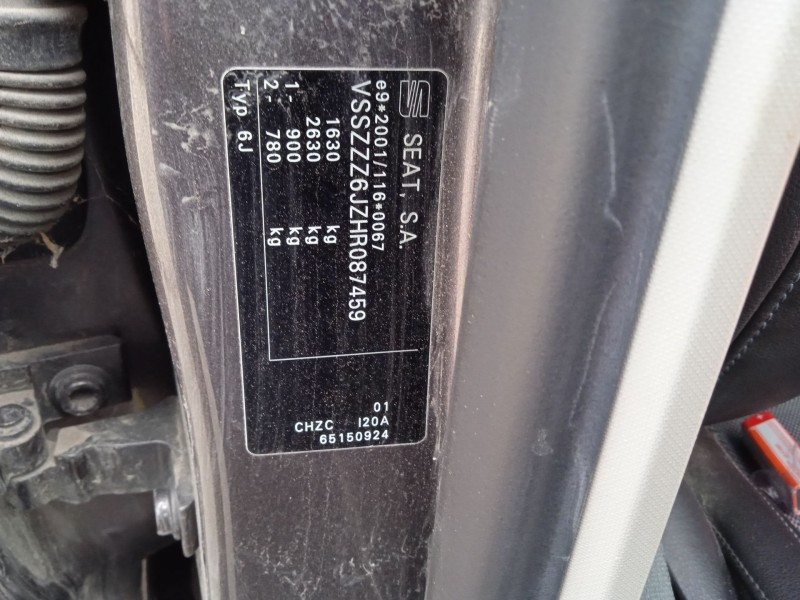 SEAT, S.A.
e9*2001/116*0067
VSSZZZ6JZHR087459
1630 kg
2630 kg
1- 900 kg
2- 780 kg
Typ 6J
01
CHZC I20A
65150924